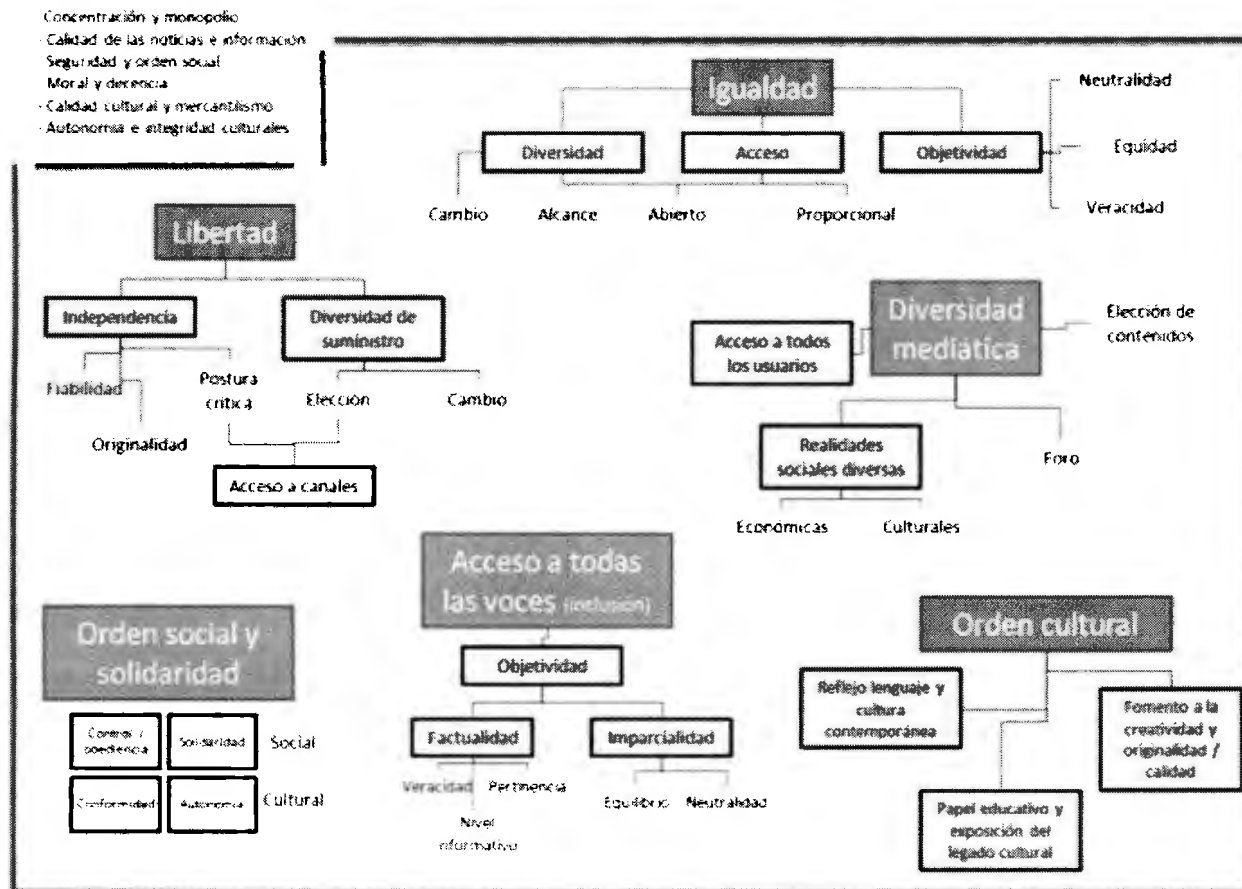 Concentración y monopolio
- Calidad de las noticias e información
Seguridad y orden social
Moral y decencia
- Calidad cultural y mercantilismo
- Autonomia e integridad culturales
Igualdad
Neutralidad
Diversidad
Acceso
Objetividad
Equidad
Cambio
Alcance
Abierto
Proporcional
Veracidad
Libertad
Independencia
Diversidad de
suministro
Fiabilidad
Postura
crítica
Elección
Cambio
Originalidad
Acceso a canales
Diversidad
mediática
Elección de
contenidos
Acceso a todos
los usuarios
Realidades
sociales diversas
Foro
Económicas
Culturales
Acceso a todas
las voces (inclusión)
Objetividad
Factualidad
Imparcialidad
Veracidad
Pertinencia
Nivel
informativo
Equilibrio
Neutralidad
Orden social y
solidaridad
Control /
obediencia
Solidaridad
Social
Conformidad
Autonomia
Cultural
Orden cultural
Reflejo lenguaje y
cultura
contemporánea
Fomento a la
creatividad y
originalidad /
calidad
Papel educativo y
exposición del
legado cultural